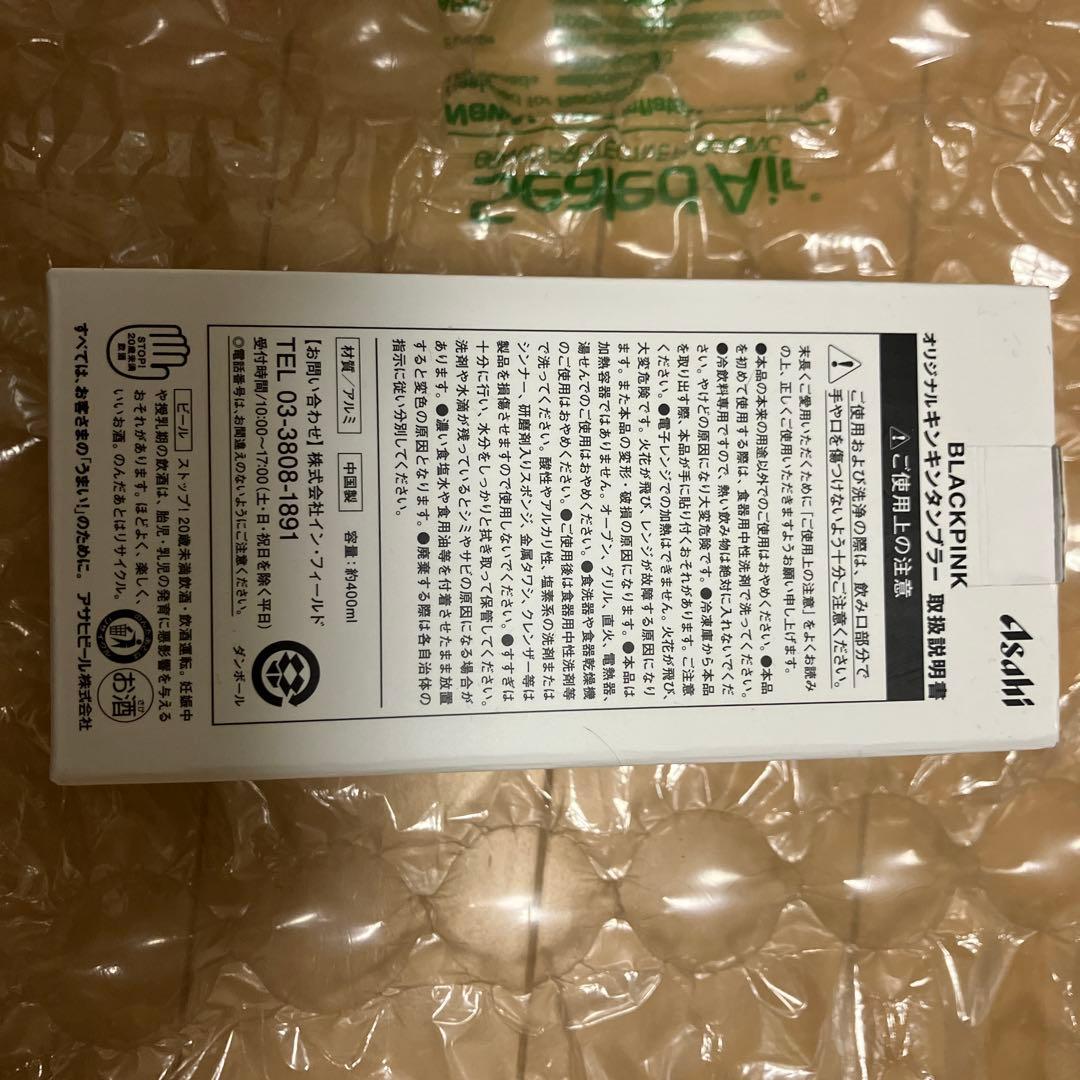 Asahi
BLACKPINK
オリジナルキンキンタンブラー 取扱説明書
⚠ご使用上の注意
ご使用および洗浄の際は、飲み口部分で
手や口を傷つけないよう十分ご注意ください。
末長くご愛用いただくために「ご使用上の注意」をよくお読み
の上、正しくご使用いただきますようお願い申し上げます。
●本品の本来の用途以外でのご使用はおやめください。●本品
を初めて使用する際は、食器用中性洗剤で洗ってください。
●冷飲料専用ですので、熱い飲み物は絶対に入れないでくだ
さい。やけどの原因になり大変危険です。●冷凍庫から本品
を取り出す際、本品が手に貼り付くおそれがあります。ご注意
ください。●電子レンジでの加熱はできません。火花が飛び、
大変危険です。火花が飛び、レンジが故障する原因になり
ます。また本品の変形・破損の原因になります。●本品は
加熱容器ではありません。オーブン、グリル、直火、電熱器、
湯せんでのご使用はおやめください。●食洗器や食器乾燥機
のご使用はおやめください。●ご使用後は食器用中性洗剤等
で洗ってください。酸性やアルカリ性、塩素系の洗剤または
シンナー、研磨剤入りスポンジ、金属タワシ、クレンザー等は
製品を損傷させますので使用しないでください。●すすぎは
十分に行い、水分をしっかりと拭き取って保管してください。
洗剤や水滴が残っているとシミやサビの原因になる場合が
あります。●濃い食塩水や食用油等を付着させたまま放置
すると変色の原因となります。●廃棄する際は各自治体の
指示に従い分別してください。
材質／アルミ 中国製 容量：約400ml
【お問い合わせ】株式会社イン・フィールド
TEL 03-3808-1891
受付時間/10:00～17:00(土・日・祝日を除く平日)
◎電話番号は、お間違えのないようにご注意ください。
ダンボール
STOP!
20歳未満
飲酒
ビール ストップ!20歳未満飲酒・飲酒運転。妊娠中
や授乳期の飲酒は、胎児・乳児の発育に悪影響を与える
おそれがあります。ほどよく、楽しく、
いいお酒。のんだあとはリサイクル。
お酒
さけ
すべては、お客さまの「うまい!」のために。 アサヒビール株式会社
Sealed Air